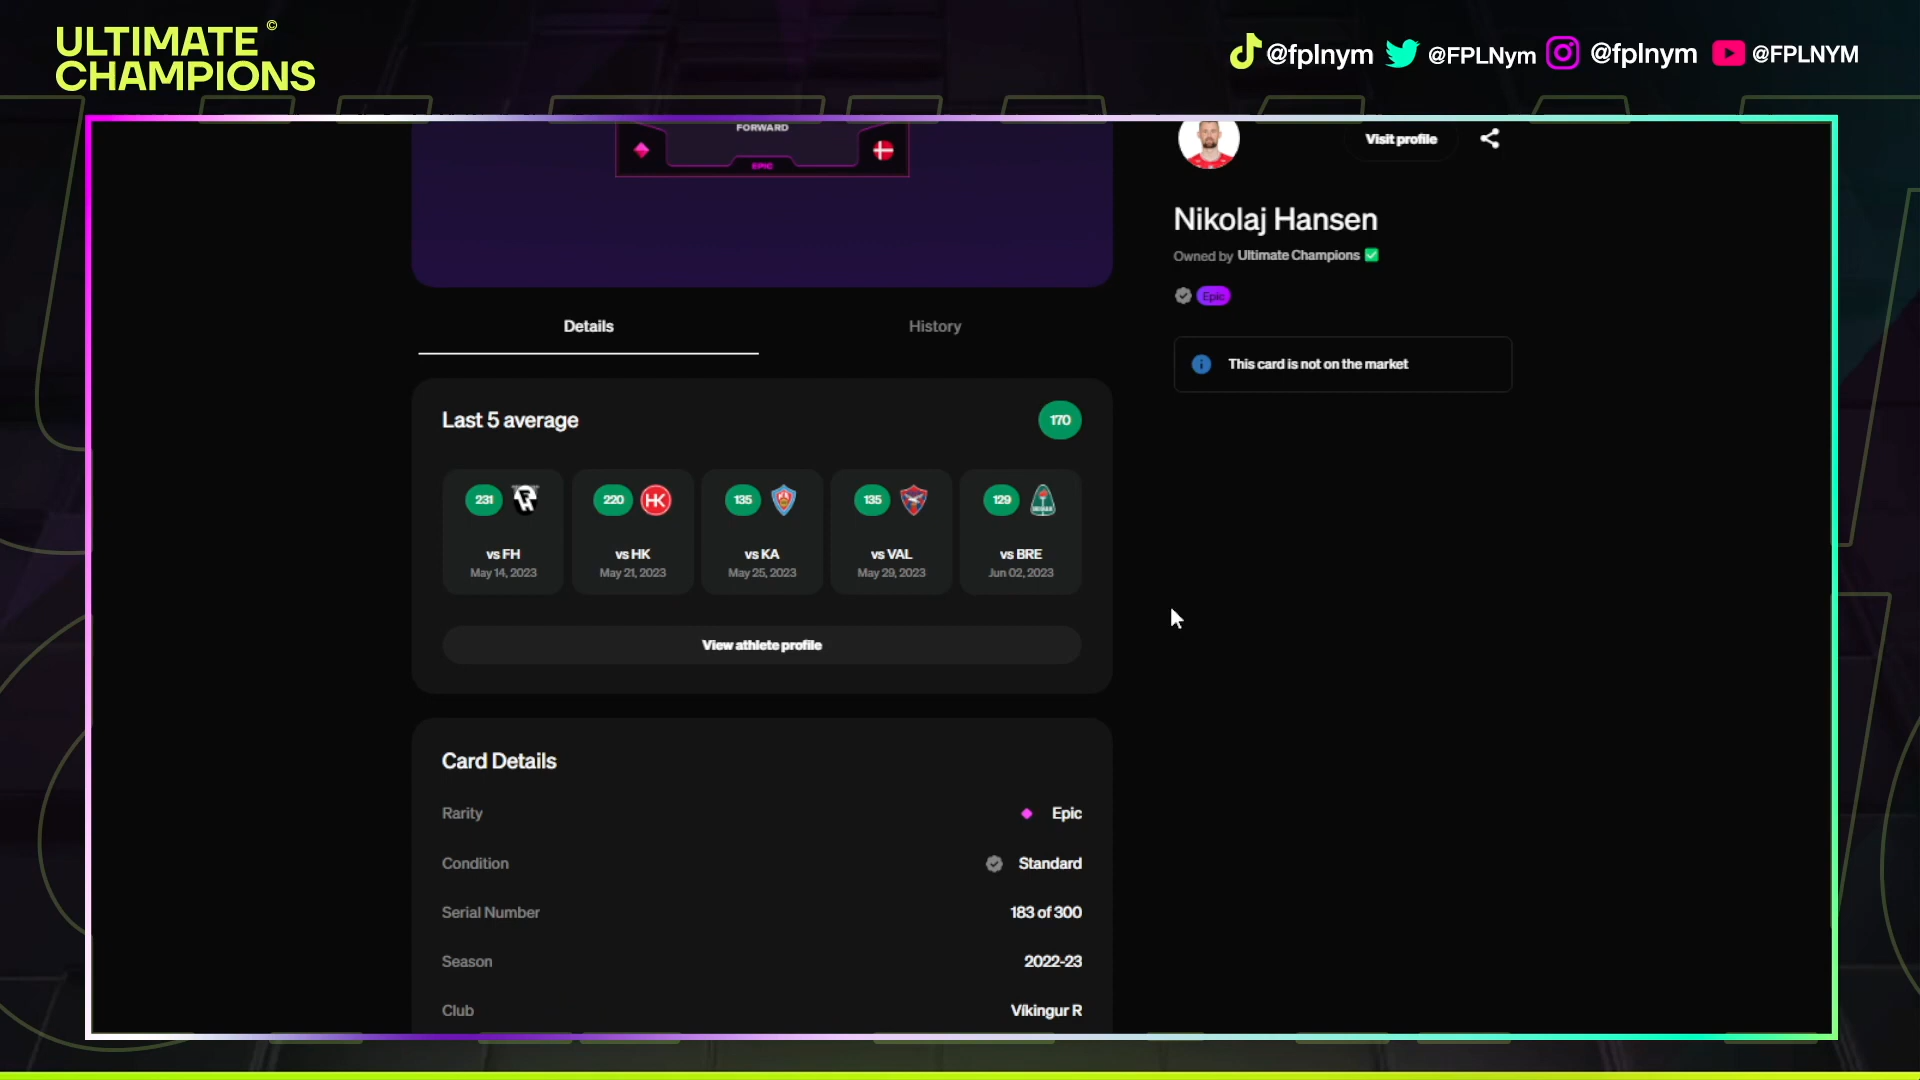 ULTIMATE ©
CHAMPIONS
@fplnym @FPLNym @fplnym @FPLNYM
FORWARD
EPIC
Visit profile
Nikolaj Hansen
Owned by Ultimate Champions
Epic
This card is not on the market
Details History
Last 5 average 170
231 220 HK 135 135 129
vs FH vs HK vs KA vs VAL vs BRE
May 14, 2023 May 21, 2023 May 25, 2023 May 29, 2023 Jun 02, 2023
View athlete profile
Card Details
Rarity Epic
Condition Standard
Serial Number 183 of 300
Season 2022-23
Club Víkingur R